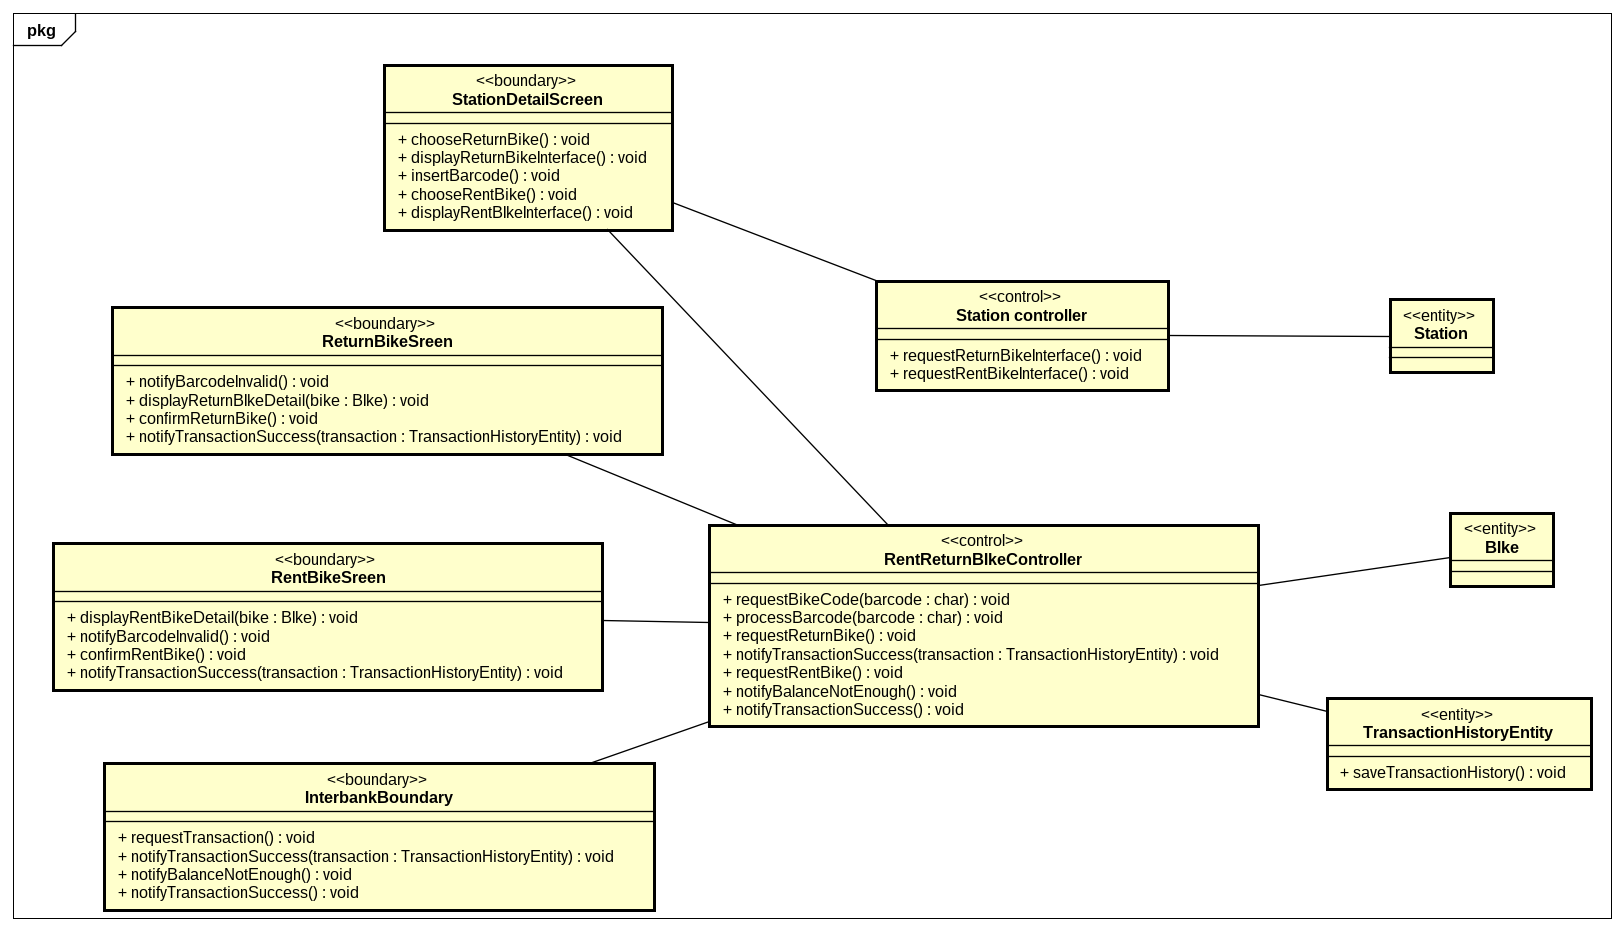 pkg
<<boundary>>
StationDetailSreen
+ chooseReturnBike() : void
+ displayReturnBikeInterface() : void
+ insertBarcode() : void
+ chooseRentBike() : void
+ displayRentBIkeInterface() : void
<<control>>
Station controller
+ requestReturnBikeInterface() : void
+ requestRentBikeInterface() : void
<<entity>>
Station
<<boundary>>
ReturnBikeSreen
+ notifyBarcodeInvalid() : void
+ displayReturnBIkeDetail(bike : BIke) : void
+ confirmReturnBike() : void
+ notifyTransactionSuccess(transaction : TransactionHistoryEntity) : void
<<boundary>>
RentBikeSreen
+ displayRentBikeDetail(bike : BIke) : void
+ notifyBarcodeInvalid() : void
+ confirmRentBike() : void
+ notifyTransactionSuccess(transaction : TransactionHistoryEntity) : void
<<control>>
RentReturnBIkeController
+ requestBikeCode(barcode : char) : void
+ processBarcode(barcode : char) : void
+ requestReturnBike() : void
+ notifyTransactionSuccess(transaction : TransactionHistoryEntity) : void
+ requestRentBike() : void
+ notifyBalanceNotEnough() : void
+ notifyTransactionSuccess() : void
<<entity>>
BIke
<<entity>>
TransactionHistoryEntity
+ saveTransactionHistory() : void
<<boundary>>
InterbankBoundary
+ requestTransaction() : void
+ notifyTransactionSuccess(transaction : TransactionHistoryEntity) : void
+ notifyBalanceNotEnough() : void
+ notifyTransactionSuccess() : void